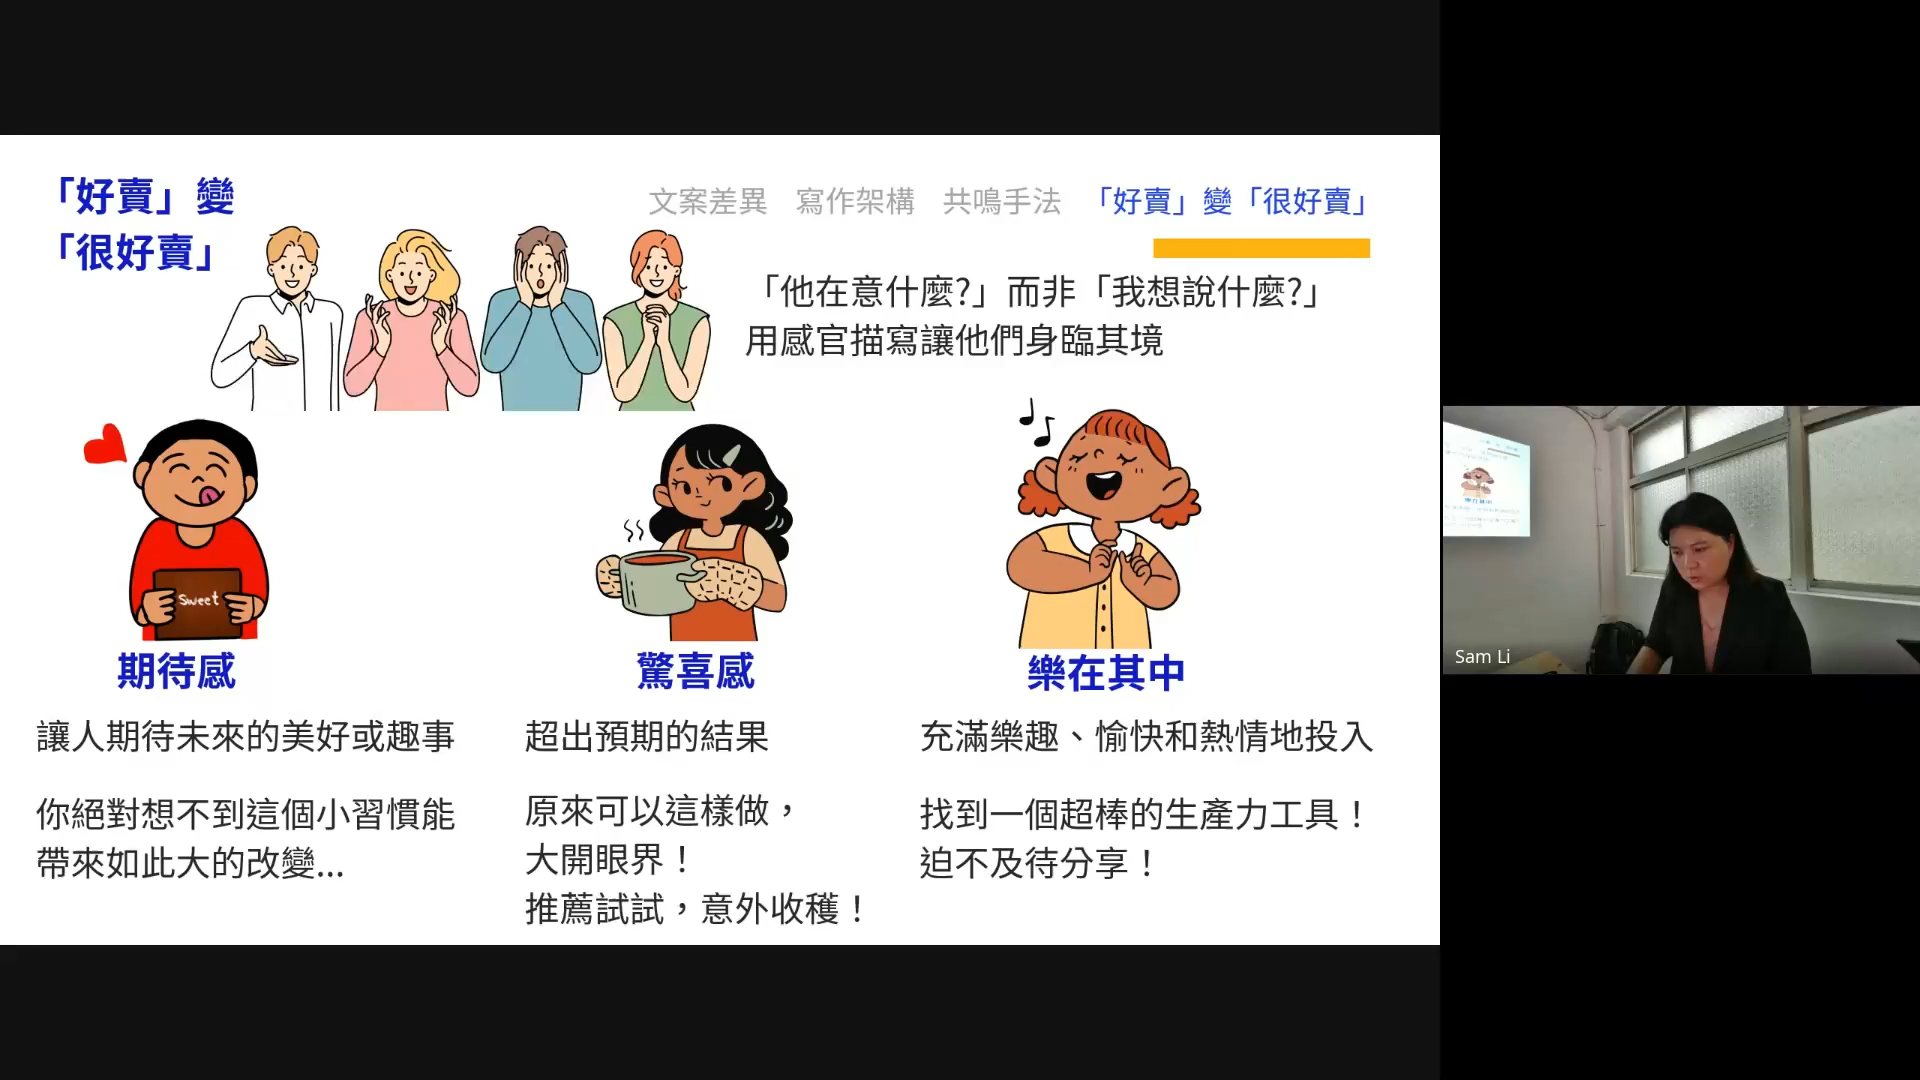 「好賣」變
「很好賣」
文案差異 寫作架構 共鳴手法 「好賣」變「很好賣」
「他在意什麼?」而非「我想說什麼?」
用感官描寫讓他們身臨其境
Sweet
期待感
讓人期待未來的美好或趣事
你絕對想不到這個小習慣能
帶來如此大的改變...
驚喜感
超出預期的結果
原來可以這樣做，
大開眼界！
推薦試試，意外收穫！
樂在其中
充滿樂趣、愉快和熱情地投入
找到一個超棒的生產力工具！
迫不及待分享！
Sam Li